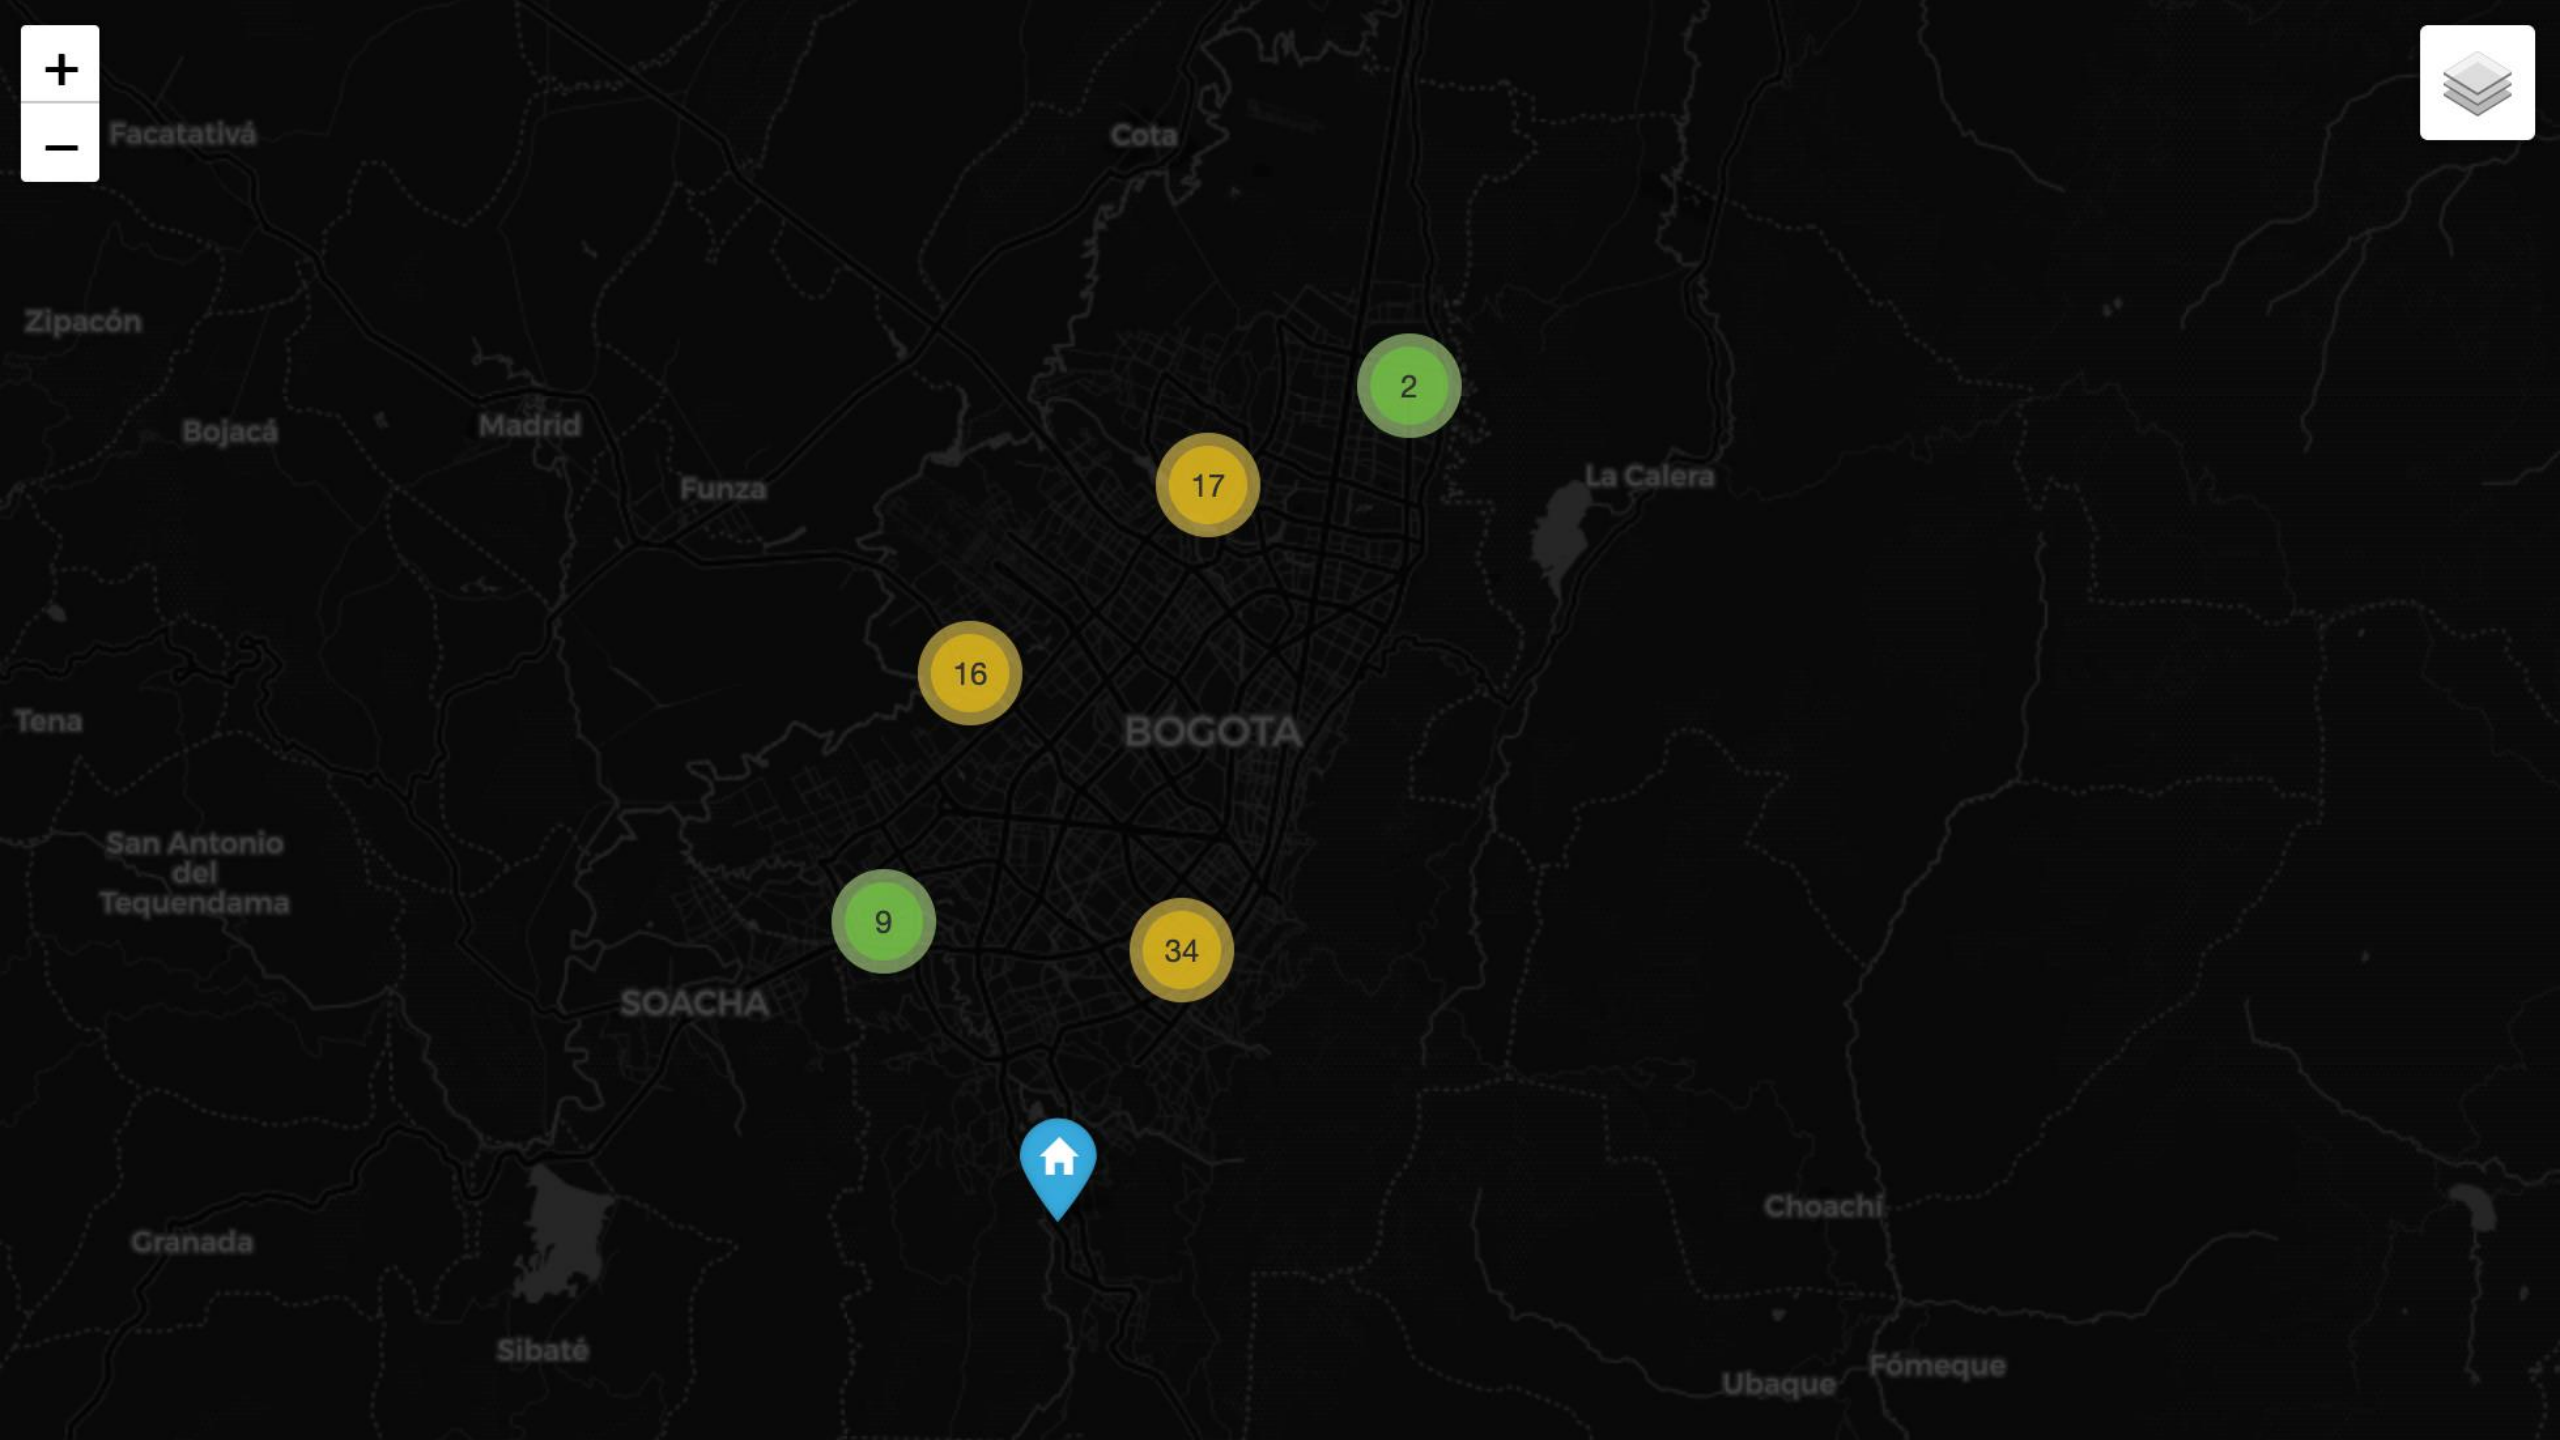 +
−
Facatativá
Cota
Zipacón
2
Bojacá
Madrid
17
La Calera
Funza
16
Tena
BOGOTA
San Antonio
del
Tequendama
9
34
SOACHA
Choachí
Granada
Sibaté
Fómeque
Ubaque